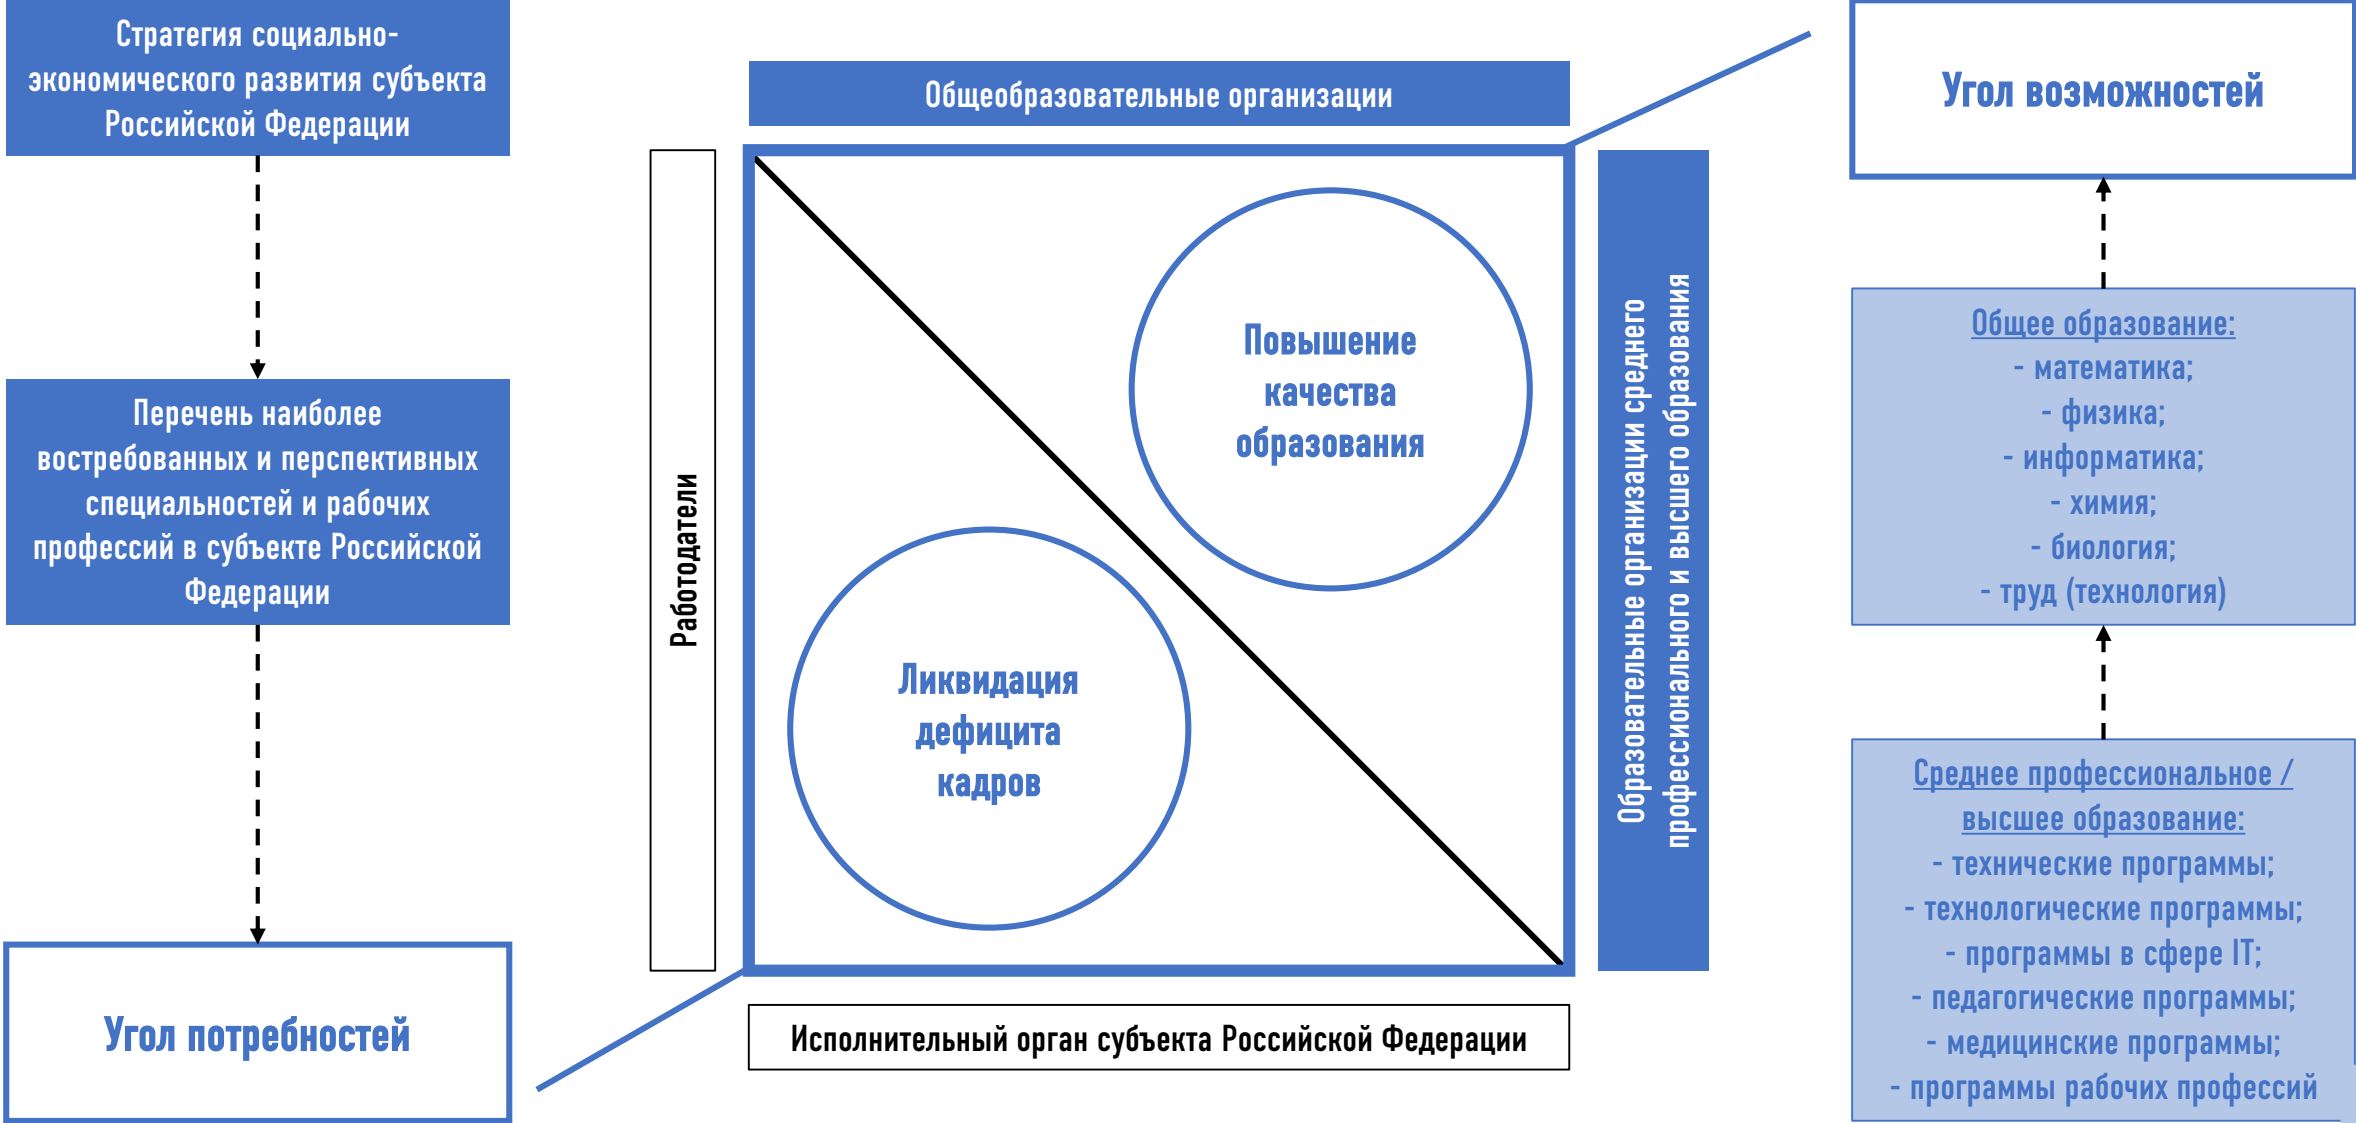 Стратегия социально-
экономического развития субъекта
Российской Федерации
Перечень наиболее
востребованных и перспективных
специальностей и рабочих
профессий в субъекте Российской
Федерации
Угол потребностей
Общеобразовательные организации
Работодатели
Повышение
качества
образования
Ликвидация
дефицита
кадров
Образовательные организации среднего
профессионального и высшего образования
Исполнительный орган субъекта Российской Федерации
Угол возможностей
Общее образование:
- математика;
- физика;
- информатика;
- химия;
- биология;
- труд (технология)
Среднее профессиональное /
высшее образование:
- технические программы;
- технологические программы;
- программы в сфере IT;
- педагогические программы;
- медицинские программы;
- программы рабочих профессий